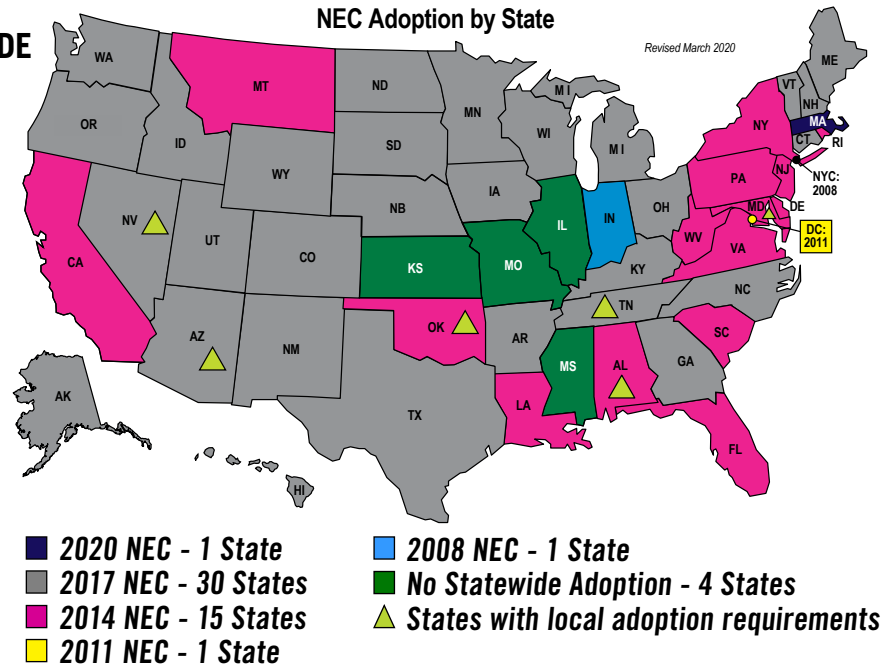 NEC Adoption by State
DE
Revised March 2020
WA
MT
ND
MN
MI
ME
VT
NH
OR
ID
SD
WI
MI
NY
MA
CT
RI
WY
IA
PA
NJ
NYC:
2008
NV
UT
NB
IL
IN
OH
MD
DE
CA
CO
KS
MO
KY
WV
VA
DC:
2011
AZ
NM
OK
AR
TN
NC
SC
AK
TX
LA
MS
AL
GA
FL
HI
2020 NEC - 1 State
2017 NEC - 30 States
2014 NEC - 15 States
2011 NEC - 1 State
2008 NEC - 1 State
No Statewide Adoption - 4 States
States with local adoption requirements